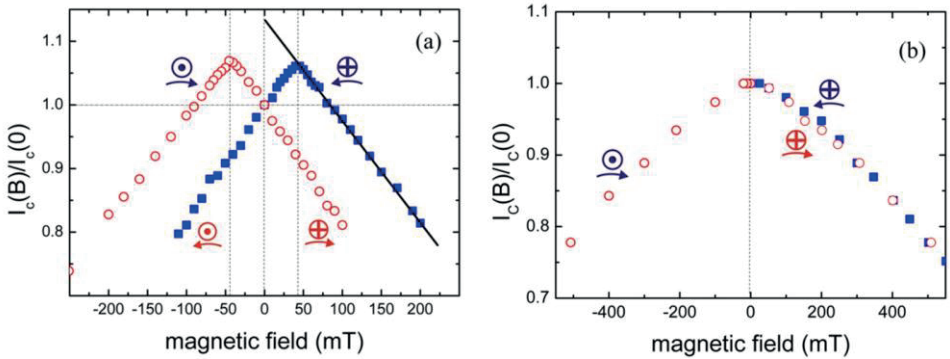 (a)
I_c(B)/I_c(0)
1.1
1.0
0.9
0.8
-200 -150 -100 -50 0 50 100 150 200
magnetic field (mT)
(b)
I_c(B)/I_c(0)
1.1
1.0
0.9
0.8
0.7
-400 -200 0 200 400
magnetic field (mT)